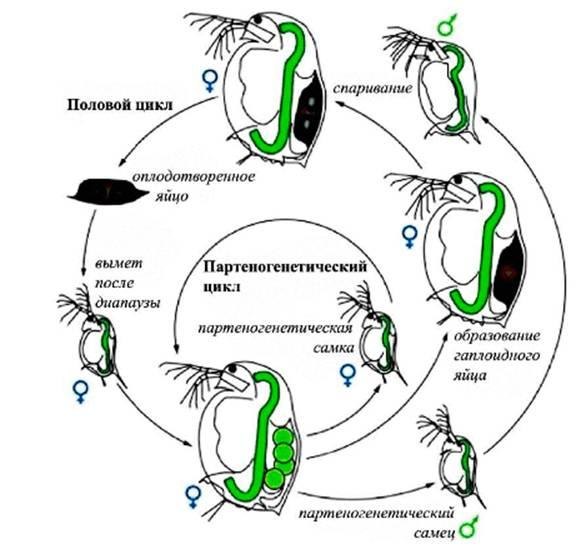 спаривание
Половой цикл
оплодотворенное
яйцо
вымет
после
диапаузы
Партеногенетический
цикл
партеногенетическая
самка
образование
гаплоидного
яйца
партеногенетический
самец